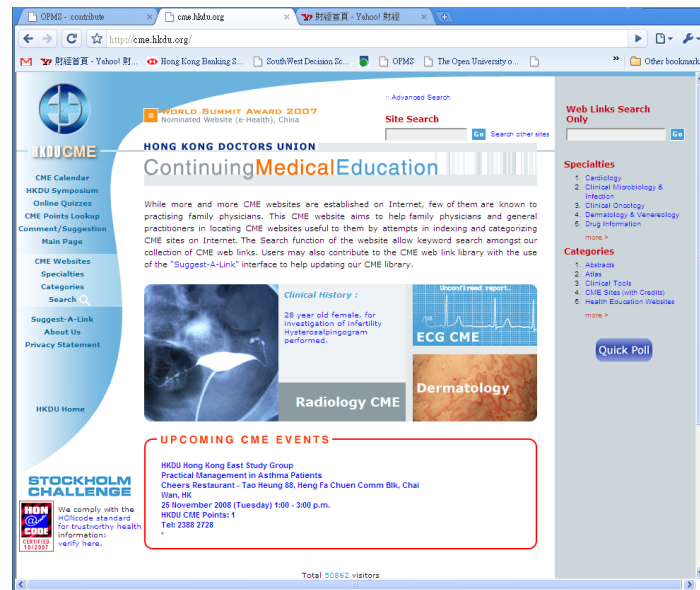 OPMS - contribute
cme.hkdu.org
財經首頁 - Yahoo! 財經
http://cme.hkdu.org/
財經首頁 - Yahoo! 財...
Hong Kong Banking S...
SouthWest Decision Sc...
OPMS
The Open University o...
»
Other bookmark
HKDUCME
CME Calendar
HKDU Symposium
Online Quizzes
CME Points Lookup
Comment/Suggestion
Main Page
CME Websites
Specialties
Categories
Search
Suggest-A-Link
About Us
Privacy Statement
HKDU Home
STOCKHOLM
CHALLENGE
HON
@
CODE
CERTIFIED
10/2007
We comply with the
HONcode standard
for trustworthy health
information:
verify here.
WORLD SUMMIT AWARD 2007
Nominated Website (e-Health), China
:: Advanced Search
Site Search
Go
Search other sites
HONG KONG DOCTORS UNION
ContinuingMedicalEducation
While more and more CME websites are established on Internet, few of them are known to
practising family physicians. This CME website aims to help family physicians and general
practitioners in locating CME websites useful to them by attempts in indexing and categorizing
CME sites on Internet. The Search function of the website allow keyword search amongst our
collection of CME web links. Users may also contribute to the CME web link library with the use
of the "Suggest-A-Link" interface to help updating our CME library.
Clinical History :
28 year old female, for
investigation of infertility
Hysterosalpingogram
performed.
Radiology CME
Unconfirmed report.
ECG CME
Dermatology
UPCOMING CME EVENTS
HKDU Hong Kong East Study Group
Practical Management in Asthma Patients
Cheers Restaurant - Tao Heung 88, Heng Fa Chuen Comm Blk, Chai
Wan, HK
25 November 2008 (Tuesday) 1:00 - 3:00 p.m.
HKDU CME Points: 1
Tel: 2388 2728
*
Total 50862 visitors
Web Links Search
Only
Go
Specialties
1. Cardiology
2. Clinical Microbiology &
Infection
3. Clinical Oncology
4. Dermatology & Venereology
5. Drug Information
more >
Categories
1. Abstracts
2. Atlas
3. Clinical Tools
4. CME Sites (with Credits)
5. Health Education Websites
more >
Quick Poll